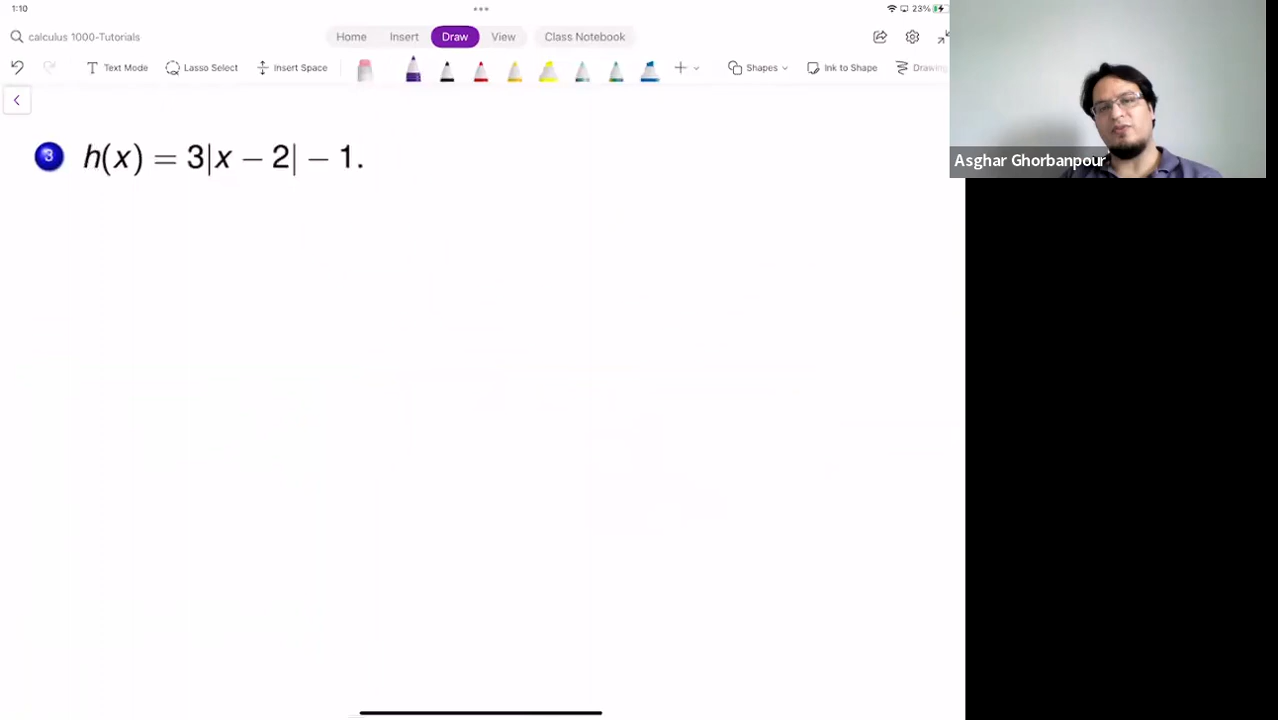 1:10
23%
calculus 1000-Tutorials
Home Insert Draw View Class Notebook
Text Mode Lasso Select Insert Space Shapes Ink to Shape Drawing
3 h(x) = 3|x − 2| − 1.
Asghar Ghorbanpour